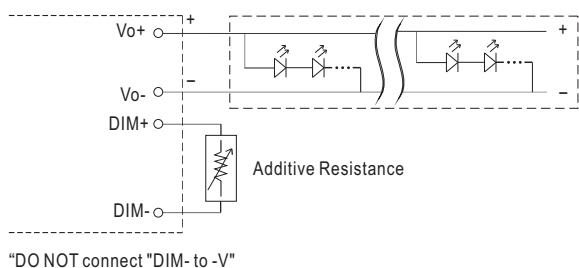 Vo+
+
+
–
Vo-
–
DIM+
Additive Resistance
DIM-
“DO NOT connect "DIM- to -V"